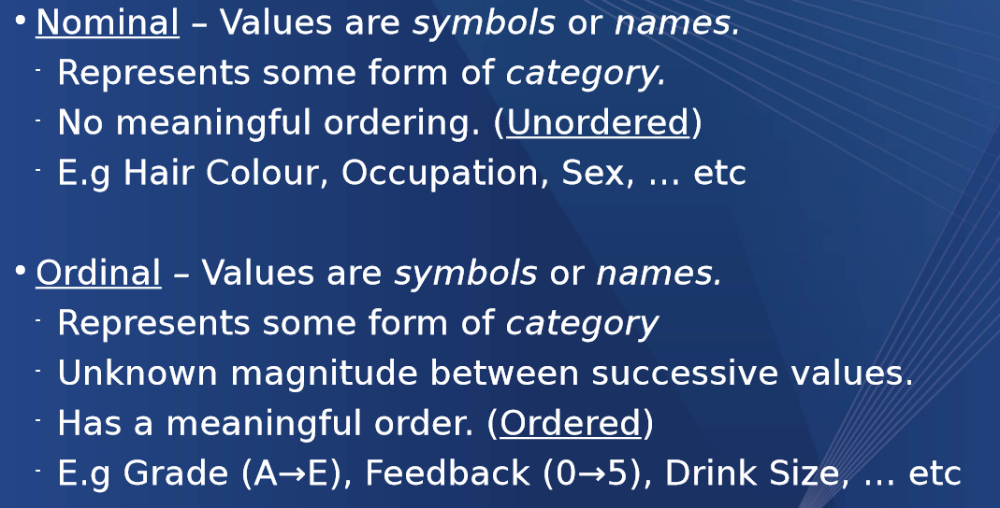 • Nominal – Values are symbols or names.
- Represents some form of category.
- No meaningful ordering. (Unordered)
- E.g Hair Colour, Occupation, Sex, ... etc
• Ordinal – Values are symbols or names.
- Represents some form of category
- Unknown magnitude between successive values.
- Has a meaningful order. (Ordered)
- E.g Grade (A→E), Feedback (0→5), Drink Size, ... etc